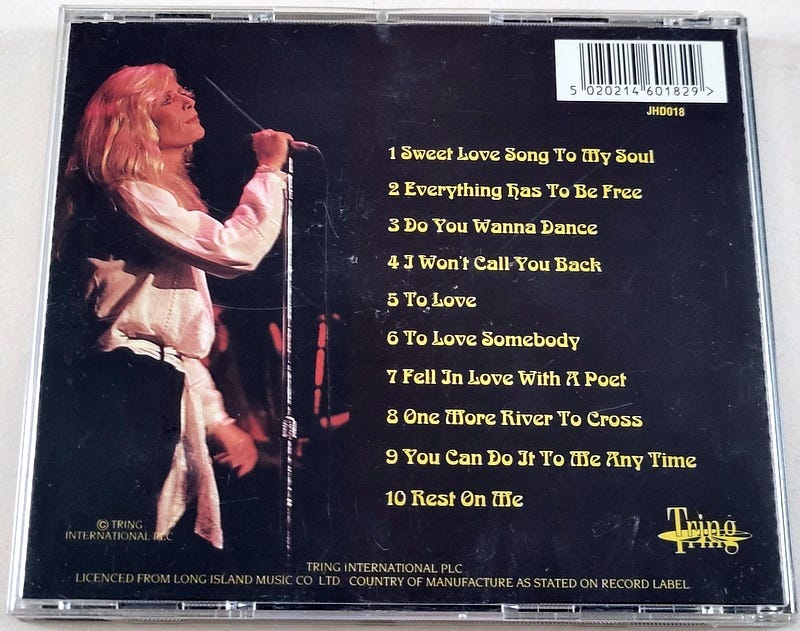 5 020214 601829 >
JHD018
1 Sweet Love Song To My Soul
2 Everything Has To Be Free
3 Do You Wanna Dance
4 I Won't Call You Back
5 To Love
6 To Love Somebody
7 Fell In Love With A Poet
8 One More River To Cross
9 You Can Do It To Me Any Time
10 Rest On Me
Tring
Tring
© TRING
INTERNATIONAL PLC
TRING INTERNATIONAL PLC
LICENCED FROM LONG ISLAND MUSIC CO LTD COUNTRY OF MANUFACTURE AS STATED ON RECORD LABEL.